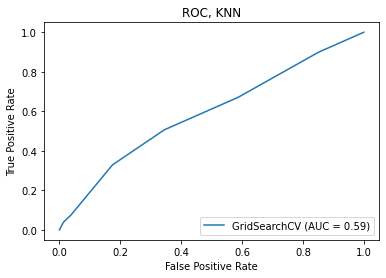 ROC, KNN
1.0
0.8
0.6
0.4
0.2
0.0
True Positive Rate
GridSearchCV (AUC = 0.59)
0.0 0.2 0.4 0.6 0.8 1.0
False Positive Rate